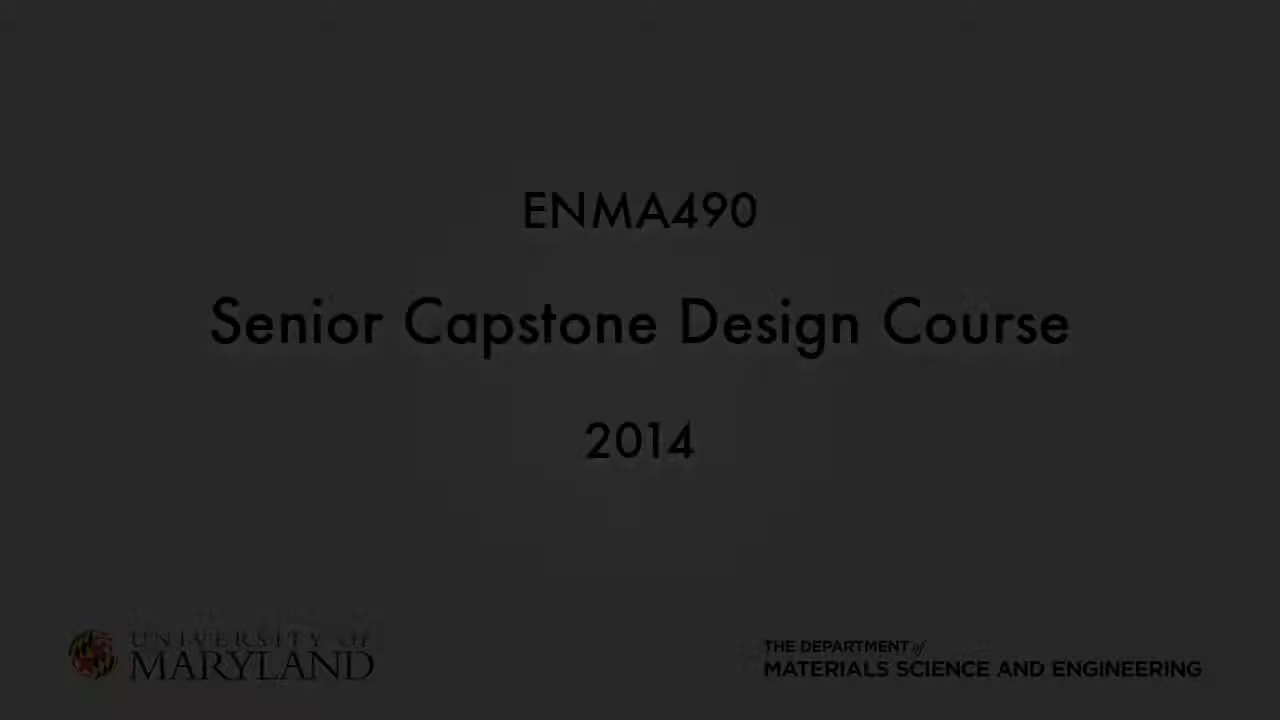 ENMA490
Senior Capstone Design Course
2014
UNIVERSITY OF
MARYLAND
THE DEPARTMENT of
MATERIALS SCIENCE AND ENGINEERING